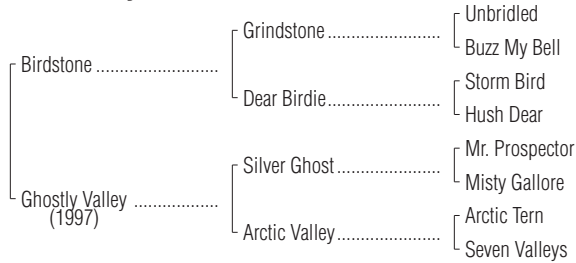 Unbridled
Grindstone ..........................
Buzz My Bell
Birdstone ............................
Storm Bird
Dear Birdie ..........................
Hush Dear
Mr. Prospector
Silver Ghost ........................
Misty Gallore
Ghostly Valley ...................
(1997)
Arctic Tern
Arctic Valley ........................
Seven Valleys